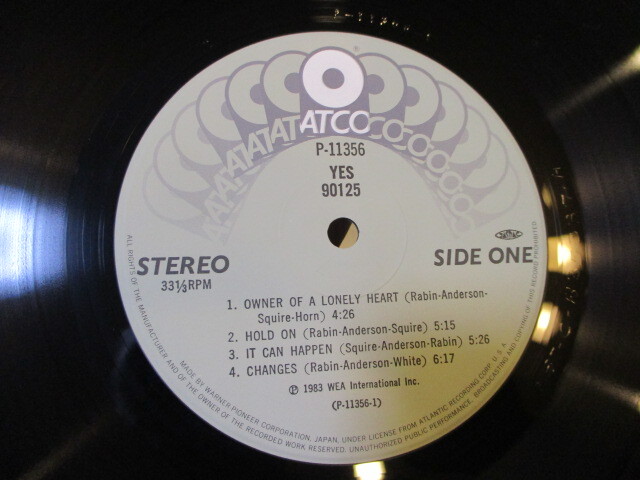 ATATATATATCOCOCOCOCO
P-11356
YES
90125
STEREO
33⅓RPM
SIDE ONE
1. OWNER OF A LONELY HEART (Rabin-Anderson-
Squire-Horn) 4:26
2. HOLD ON (Rabin-Anderson-Squire) 5:15
3. IT CAN HAPPEN (Squire-Anderson-Rabin) 5:26
4. CHANGES (Rabin-Anderson-White) 6:17
℗ 1983 WEA International Inc.
(P-11356-1)
MADE BY WARNER-PIONEER CORPORATION, JAPAN, UNDER LICENSE FROM ATLANTIC RECORDING CORP., U.S.A.
ALL RIGHTS OF THE MANUFACTURER AND OF THE OWNER OF THE RECORDED WORK RESERVED. UNAUTHORIZED PUBLIC PERFORMANCE, BROADCASTING AND COPYING OF THIS RECORD PROHIBITED